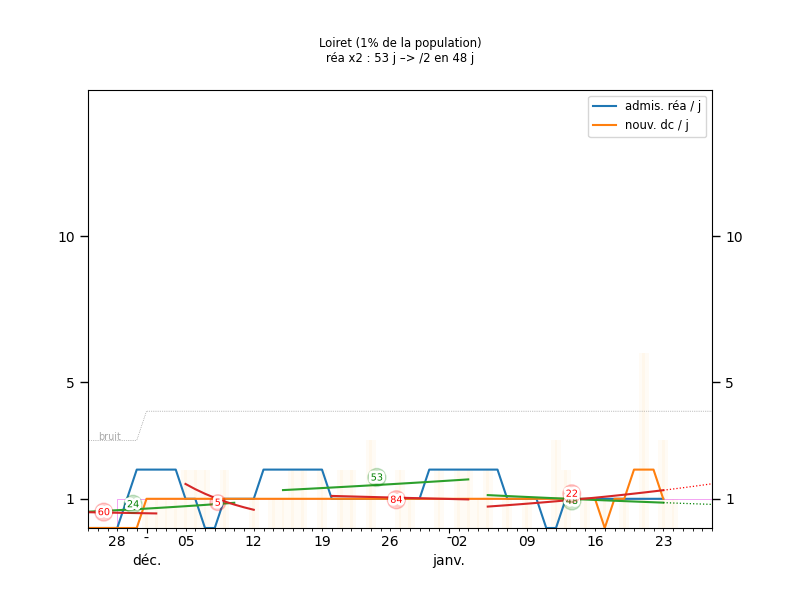 Loiret (1% de la population)
réa x2 : 53 j –> /2 en 48 j
admis. réa / j
nouv. dc / j
10 10
5 5
bruit
53
24 60 5 84 22 48
1 1
28 - 05 12 19 26 02 09 16 23
déc. janv.